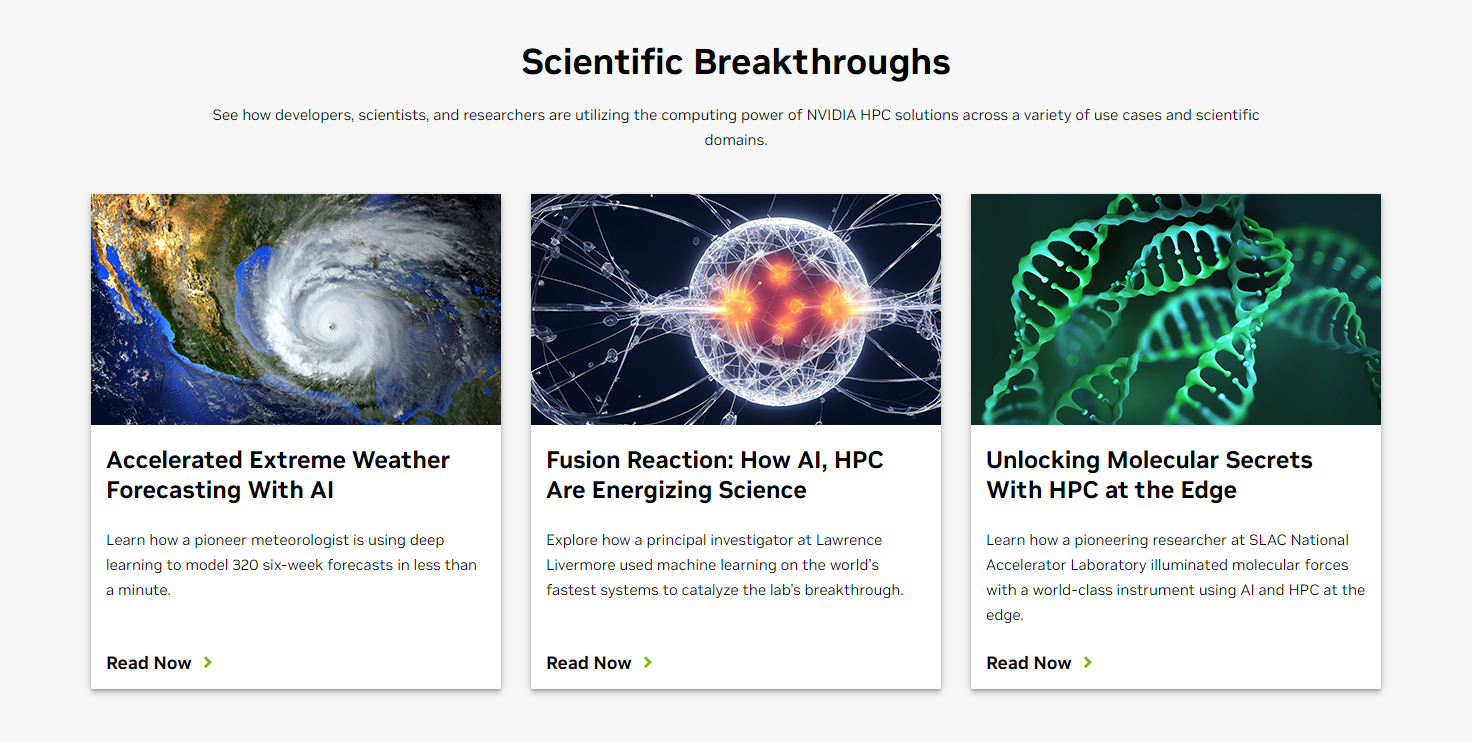 Scientific Breakthroughs
See how developers, scientists, and researchers are utilizing the computing power of NVIDIA HPC solutions across a variety of use cases and scientific
domains.
Accelerated Extreme Weather
Forecasting With AI
Learn how a pioneer meteorologist is using deep
learning to model 320 six-week forecasts in less than
a minute.
Read Now
Fusion Reaction: How AI, HPC
Are Energizing Science
Explore how a principal investigator at Lawrence
Livermore used machine learning on the world's
fastest systems to catalyze the lab's breakthrough.
Read Now
Unlocking Molecular Secrets
With HPC at the Edge
Learn how a pioneering researcher at SLAC National
Accelerator Laboratory illuminated molecular forces
with a world-class instrument using AI and HPC at the
edge.
Read Now